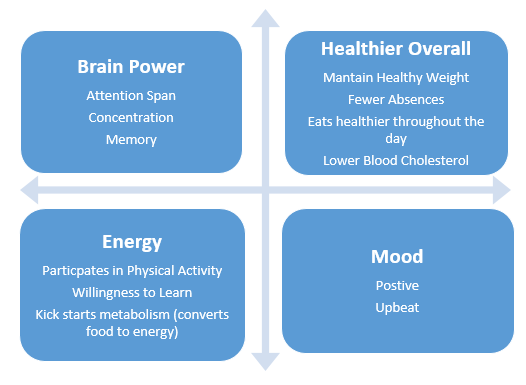 Brain Power
Attention Span
Concentration
Memory
Healthier Overall
Mantain Healthy Weight
Fewer Absences
Eats healthier throughout the
day
Lower Blood Cholesterol
Energy
Particpates in Physical Activity
Willingness to Learn
Kick starts metabolism (converts
food to energy)
Mood
Postive
Upbeat